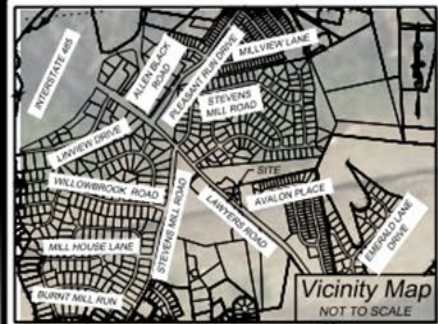 INTERSTATE 485
ALLEN BLACK
ROAD
PLEASANT RUN DRIVE
MILLVIEW LANE
STEVENS
MILL ROAD
LINVIEW DRIVE
WILLOWBROOK ROAD
STEVENS MILL ROAD
SITE
LAWYERS ROAD
AVALON PLACE
EMERALD LANE
DRIVE
MILL HOUSE LANE
BURNT MILL RUN
Vicinity Map
NOT TO SCALE